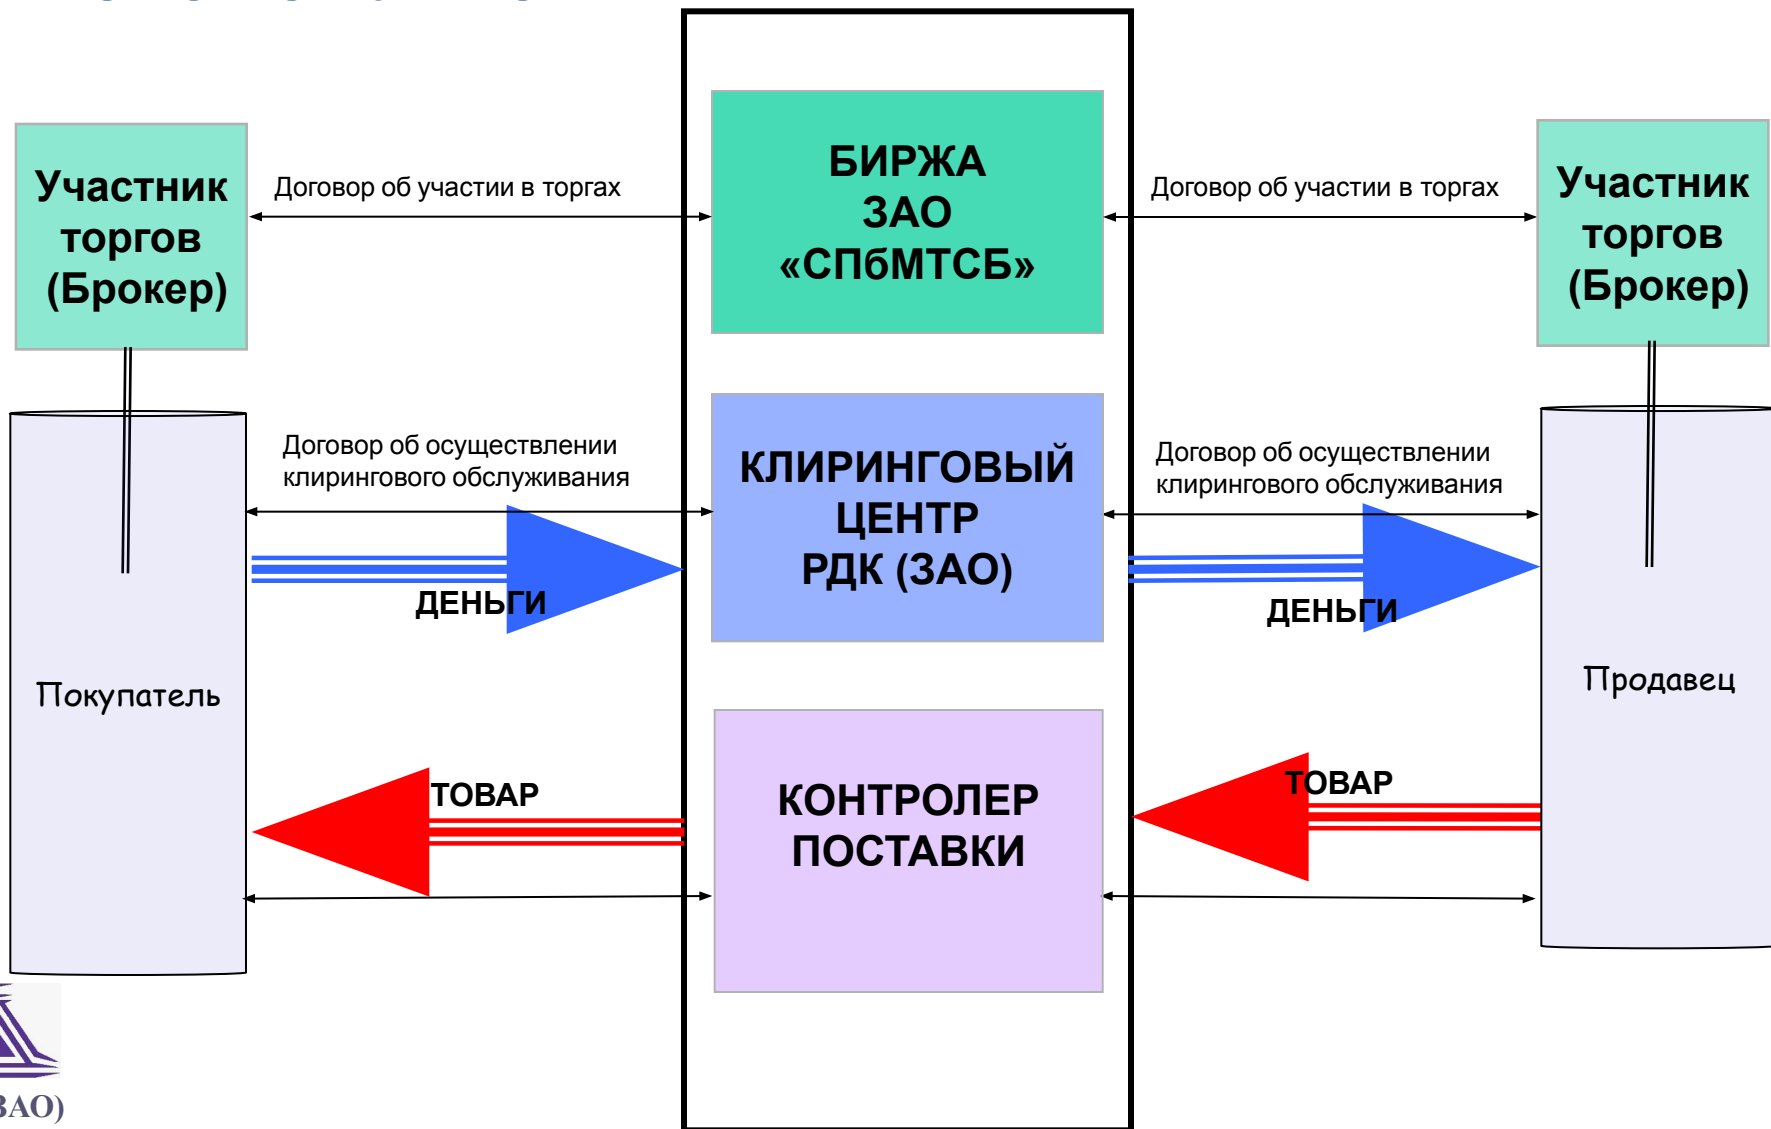 Участник
торгов
(Брокер)
Договор об участии в торгах
БИРЖА
ЗАО
«СПбМТСБ»
Договор об участии в торгах
Участник
торгов
(Брокер)
Договор об осуществлении
клирингового обслуживания
КЛИРИНГОВЫЙ
ЦЕНТР
РДК (ЗАО)
Договор об осуществлении
клирингового обслуживания
ДЕНЬГИ
ДЕНЬГИ
Покупатель
Продавец
ТОВАР
КОНТРОЛЕР
ПОСТАВКИ
ТОВАР
ЗАО)